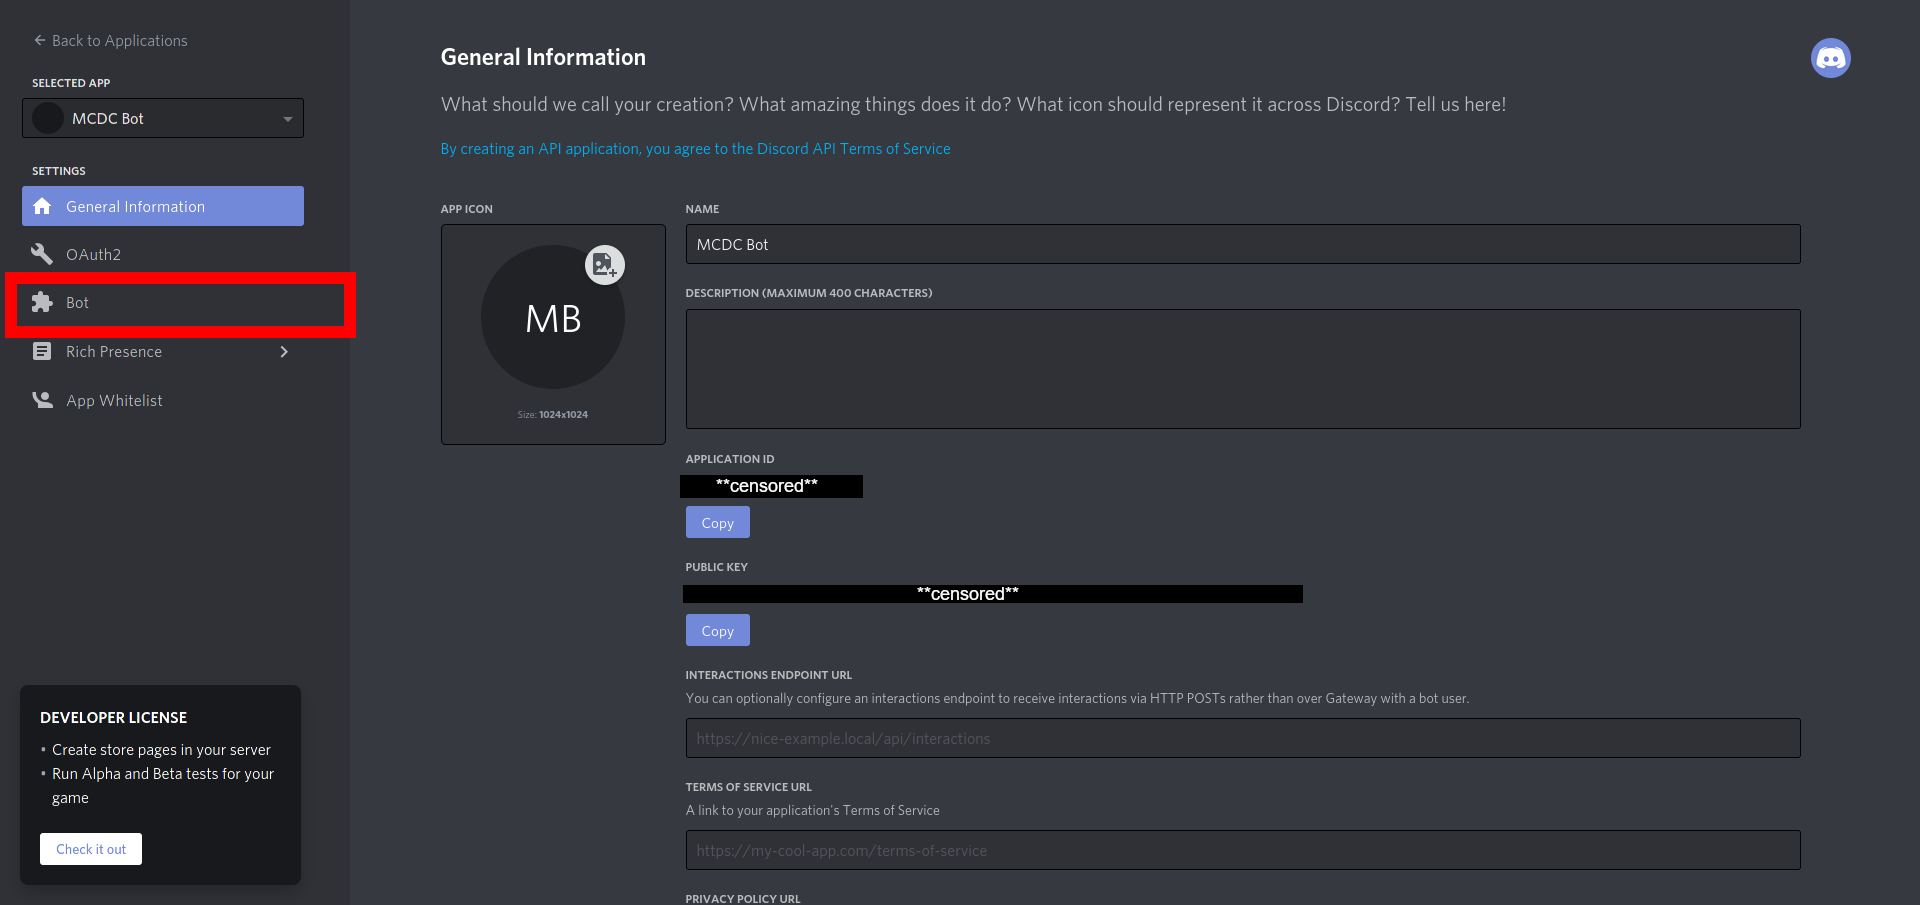 Back to Applications
SELECTED APP
MCDC Bot
SETTINGS
General Information
OAuth2
Bot
Rich Presence
App Whitelist
DEVELOPER LICENSE
• Create store pages in your server
• Run Alpha and Beta tests for your
game
Check it out
General Information
What should we call your creation? What amazing things does it do? What icon should represent it across Discord? Tell us here!
By creating an API application, you agree to the Discord API Terms of Service
APP ICON
MB
Size: 1024x1024
NAME
MCDC Bot
DESCRIPTION (MAXIMUM 400 CHARACTERS)
APPLICATION ID
**censored**
Copy
PUBLIC KEY
**censored**
Copy
INTERACTIONS ENDPOINT URL
You can optionally configure an interactions endpoint to receive interactions via HTTP POSTs rather than over Gateway with a bot user.
https://nice-example.local/api/interactions
TERMS OF SERVICE URL
A link to your application's Terms of Service
https://my-cool-app.com/terms-of-service
PRIVACY POLICY URL